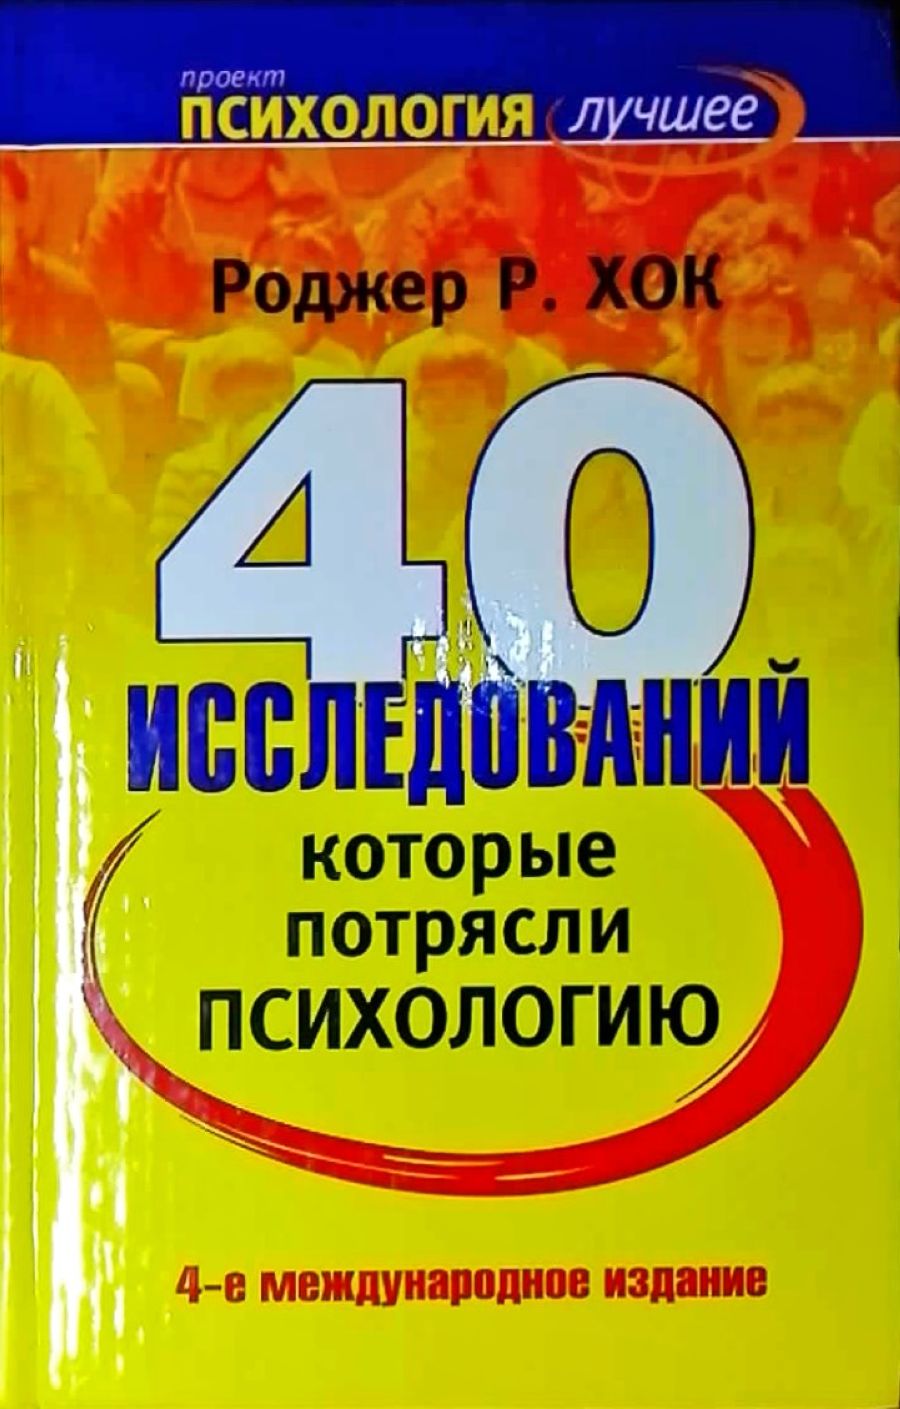 проект
ПСИХОЛОГИЯ лучшее
Роджер Р. ХОК
40
ИССЛЕДОВАНИЙ
которые
потрясли
ПСИХОЛОГИЮ
4-е международное издание